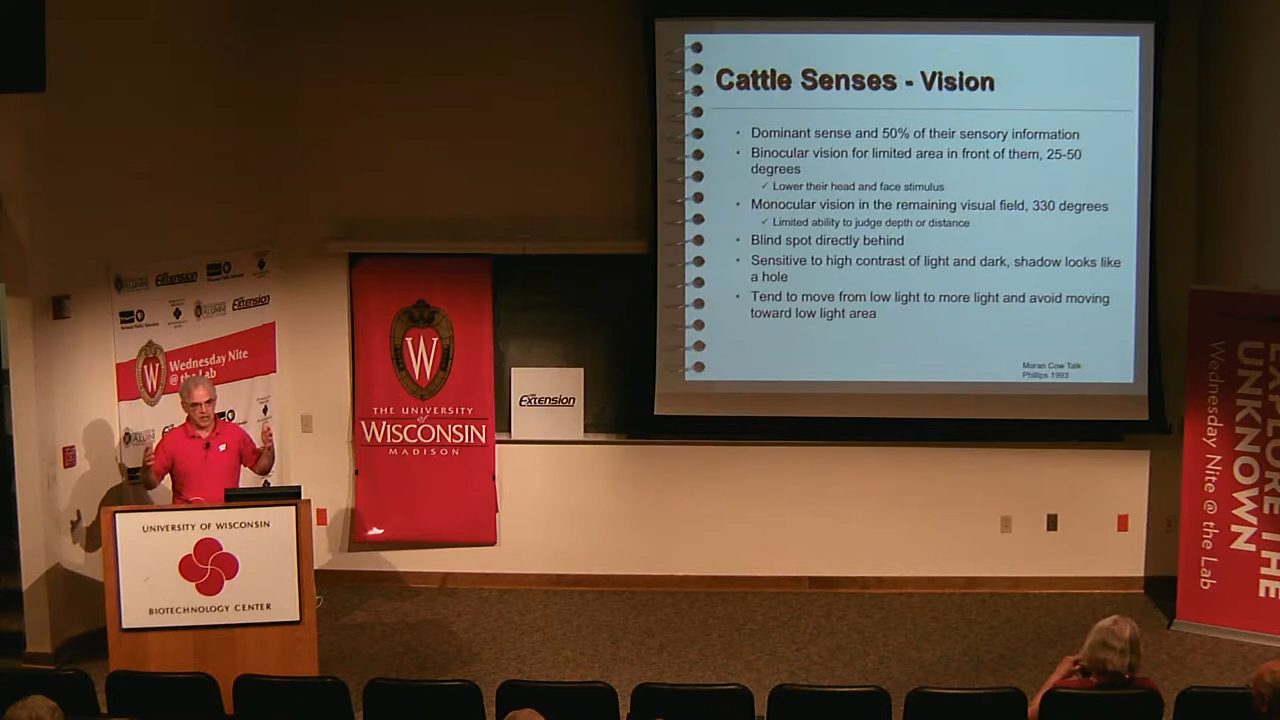 Cattle Senses - Vision
• Dominant sense and 50% of their sensory information
• Binocular vision for limited area in front of them, 25-50
degrees
✓ Lower their head and face stimulus
• Monocular vision in the remaining visual field, 330 degrees
✓ Limited ability to judge depth or distance
• Blind spot directly behind
• Sensitive to high contrast of light and dark, shadow looks like
a hole
• Tend to move from low light to more light and avoid moving
toward low light area
Moran Cow Talk
Phillips 1993
Extension
Extension
W
Wednesday Nite
@ the Lab
W
THE UNIVERSITY
of
WISCONSIN
MADISON
Extension
W
UNIVERSITY OF WISCONSIN
BIOTECHNOLOGY CENTER
EXPLORE THE
UNKNOWN
Wednesday Nite @ the Lab